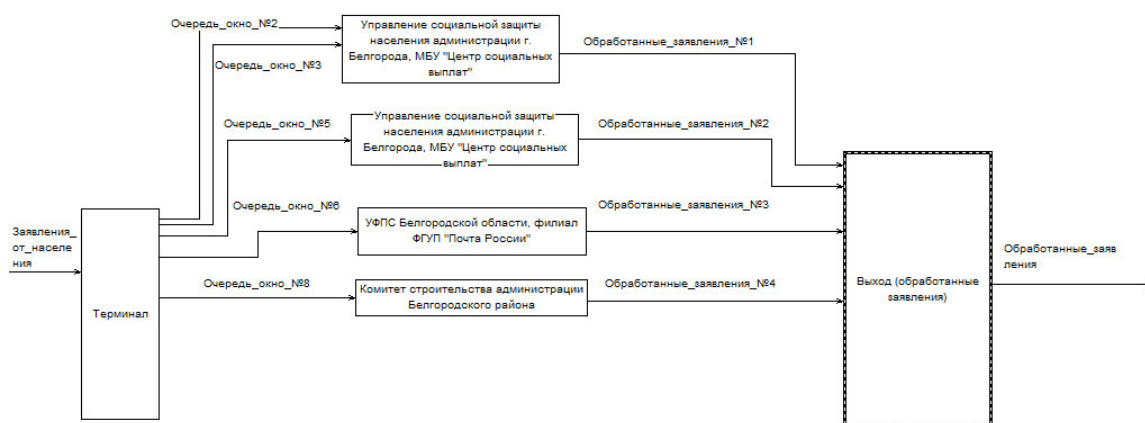 Очередь_окно_№2
Очередь_окно_№3
Управление социальной защиты
населения администрации г.
Белгорода, МБУ "Центр социальных
выплат"
Обработанные_заявления_№1
Очередь_окно_№5
Управление социальной защиты
населения администрации г.
Белгорода, МБУ "Центр социальных
выплат"
Обработанные_заявления_№2
Очередь_окно_№6
УФПС Белгородской области, филиал
ФГУП "Почта России"
Обработанные_заявления_№3
Заявления_
от_населе
ния
Терминал
Очередь_окно_№8
Комитет строительства администрации
Белгородского района
Обработанные_заявления_№4
Выход (обработанные
заявления)
Обработанные_заяв
ления